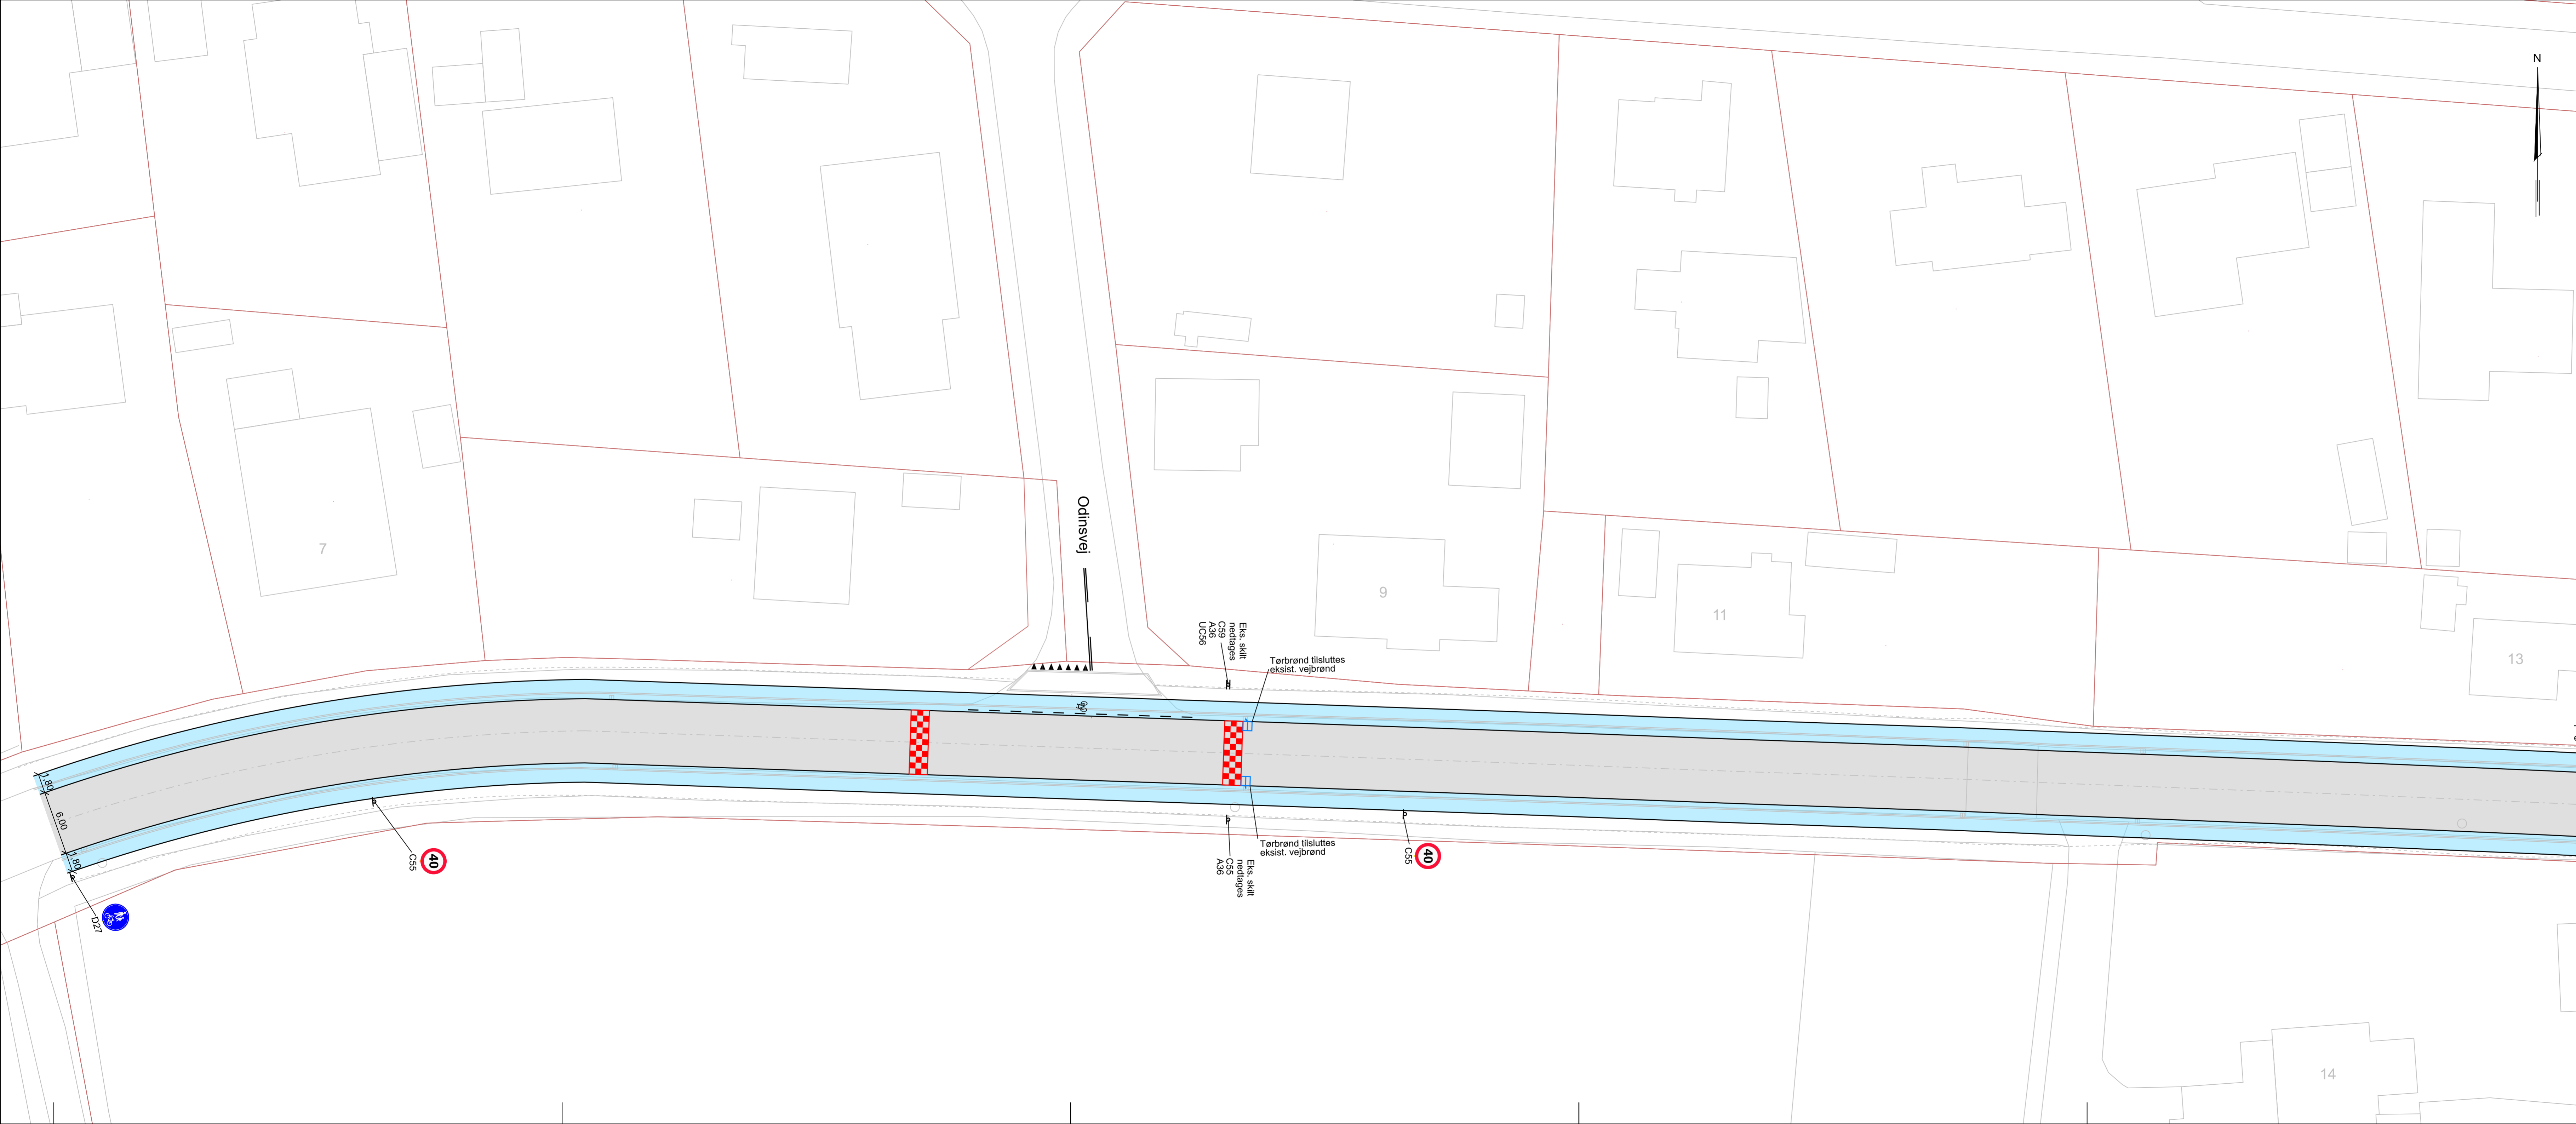 N
7
Odinsvej
9
11
13
Eks. skilt
nedtages
C59
A36
UC56
Tørbrønd tilsluttes
eksist. vejbrønd
1,80
6,00
1,80
C55
40
C55
40
Tørbrønd tilsluttes
eksist. vejbrønd
Eks. skilt
nedtages
C55
A36
D27
14